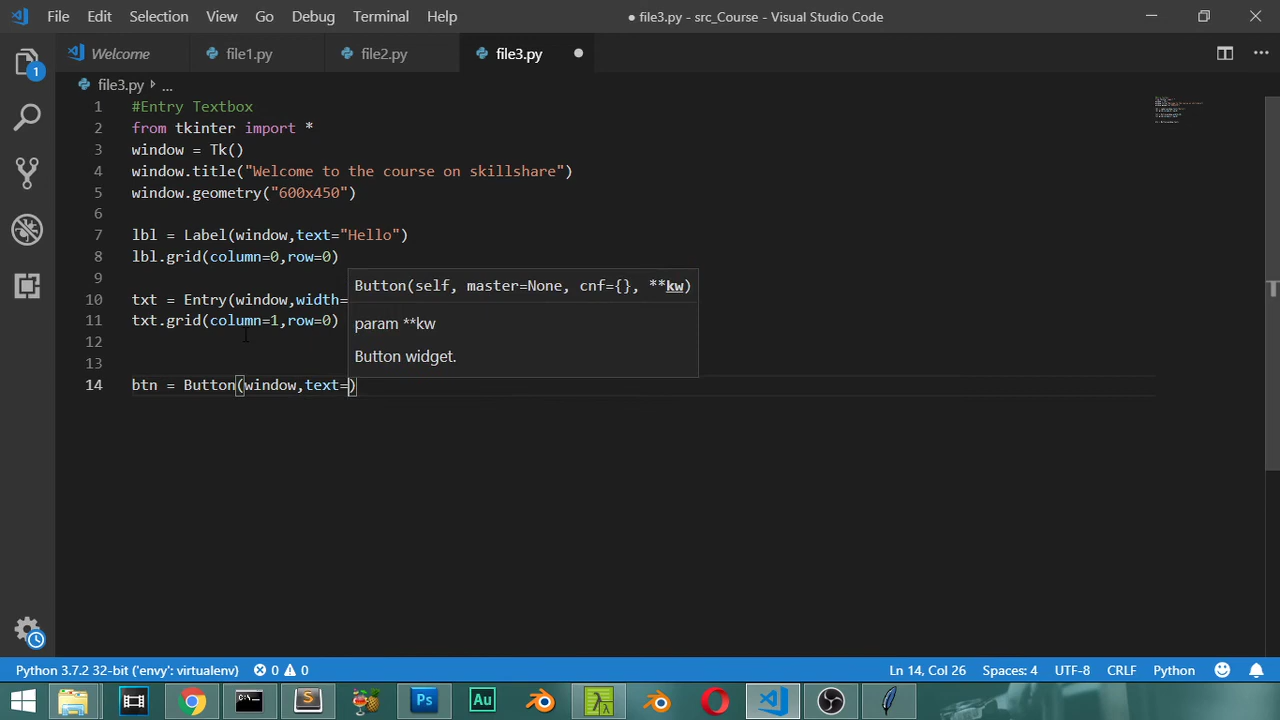 File Edit Selection View Go Debug Terminal Help
● file3.py - src_Course - Visual Studio Code
Welcome file1.py file2.py file3.py
file3.py ...
1 #Entry Textbox
2 from tkinter import *
3 window = Tk()
4 window.title("Welcome to the course on skillshare")
5 window.geometry("600x450")
6
7 lbl = Label(window,text="Hello")
8 lbl.grid(column=0,row=0)
9
Button(self, master=None, cnf={}, **kw)
10 txt = Entry(window,width=
11 txt.grid(column=1,row=0)
param **kw
12
Button widget.
13
14 btn = Button(window,text=)
1
T
Python 3.7.2 32-bit ('envy': virtualenv) 0 0 Ln 14, Col 26 Spaces: 4 UTF-8 CRLF Python
S Ps Au λ